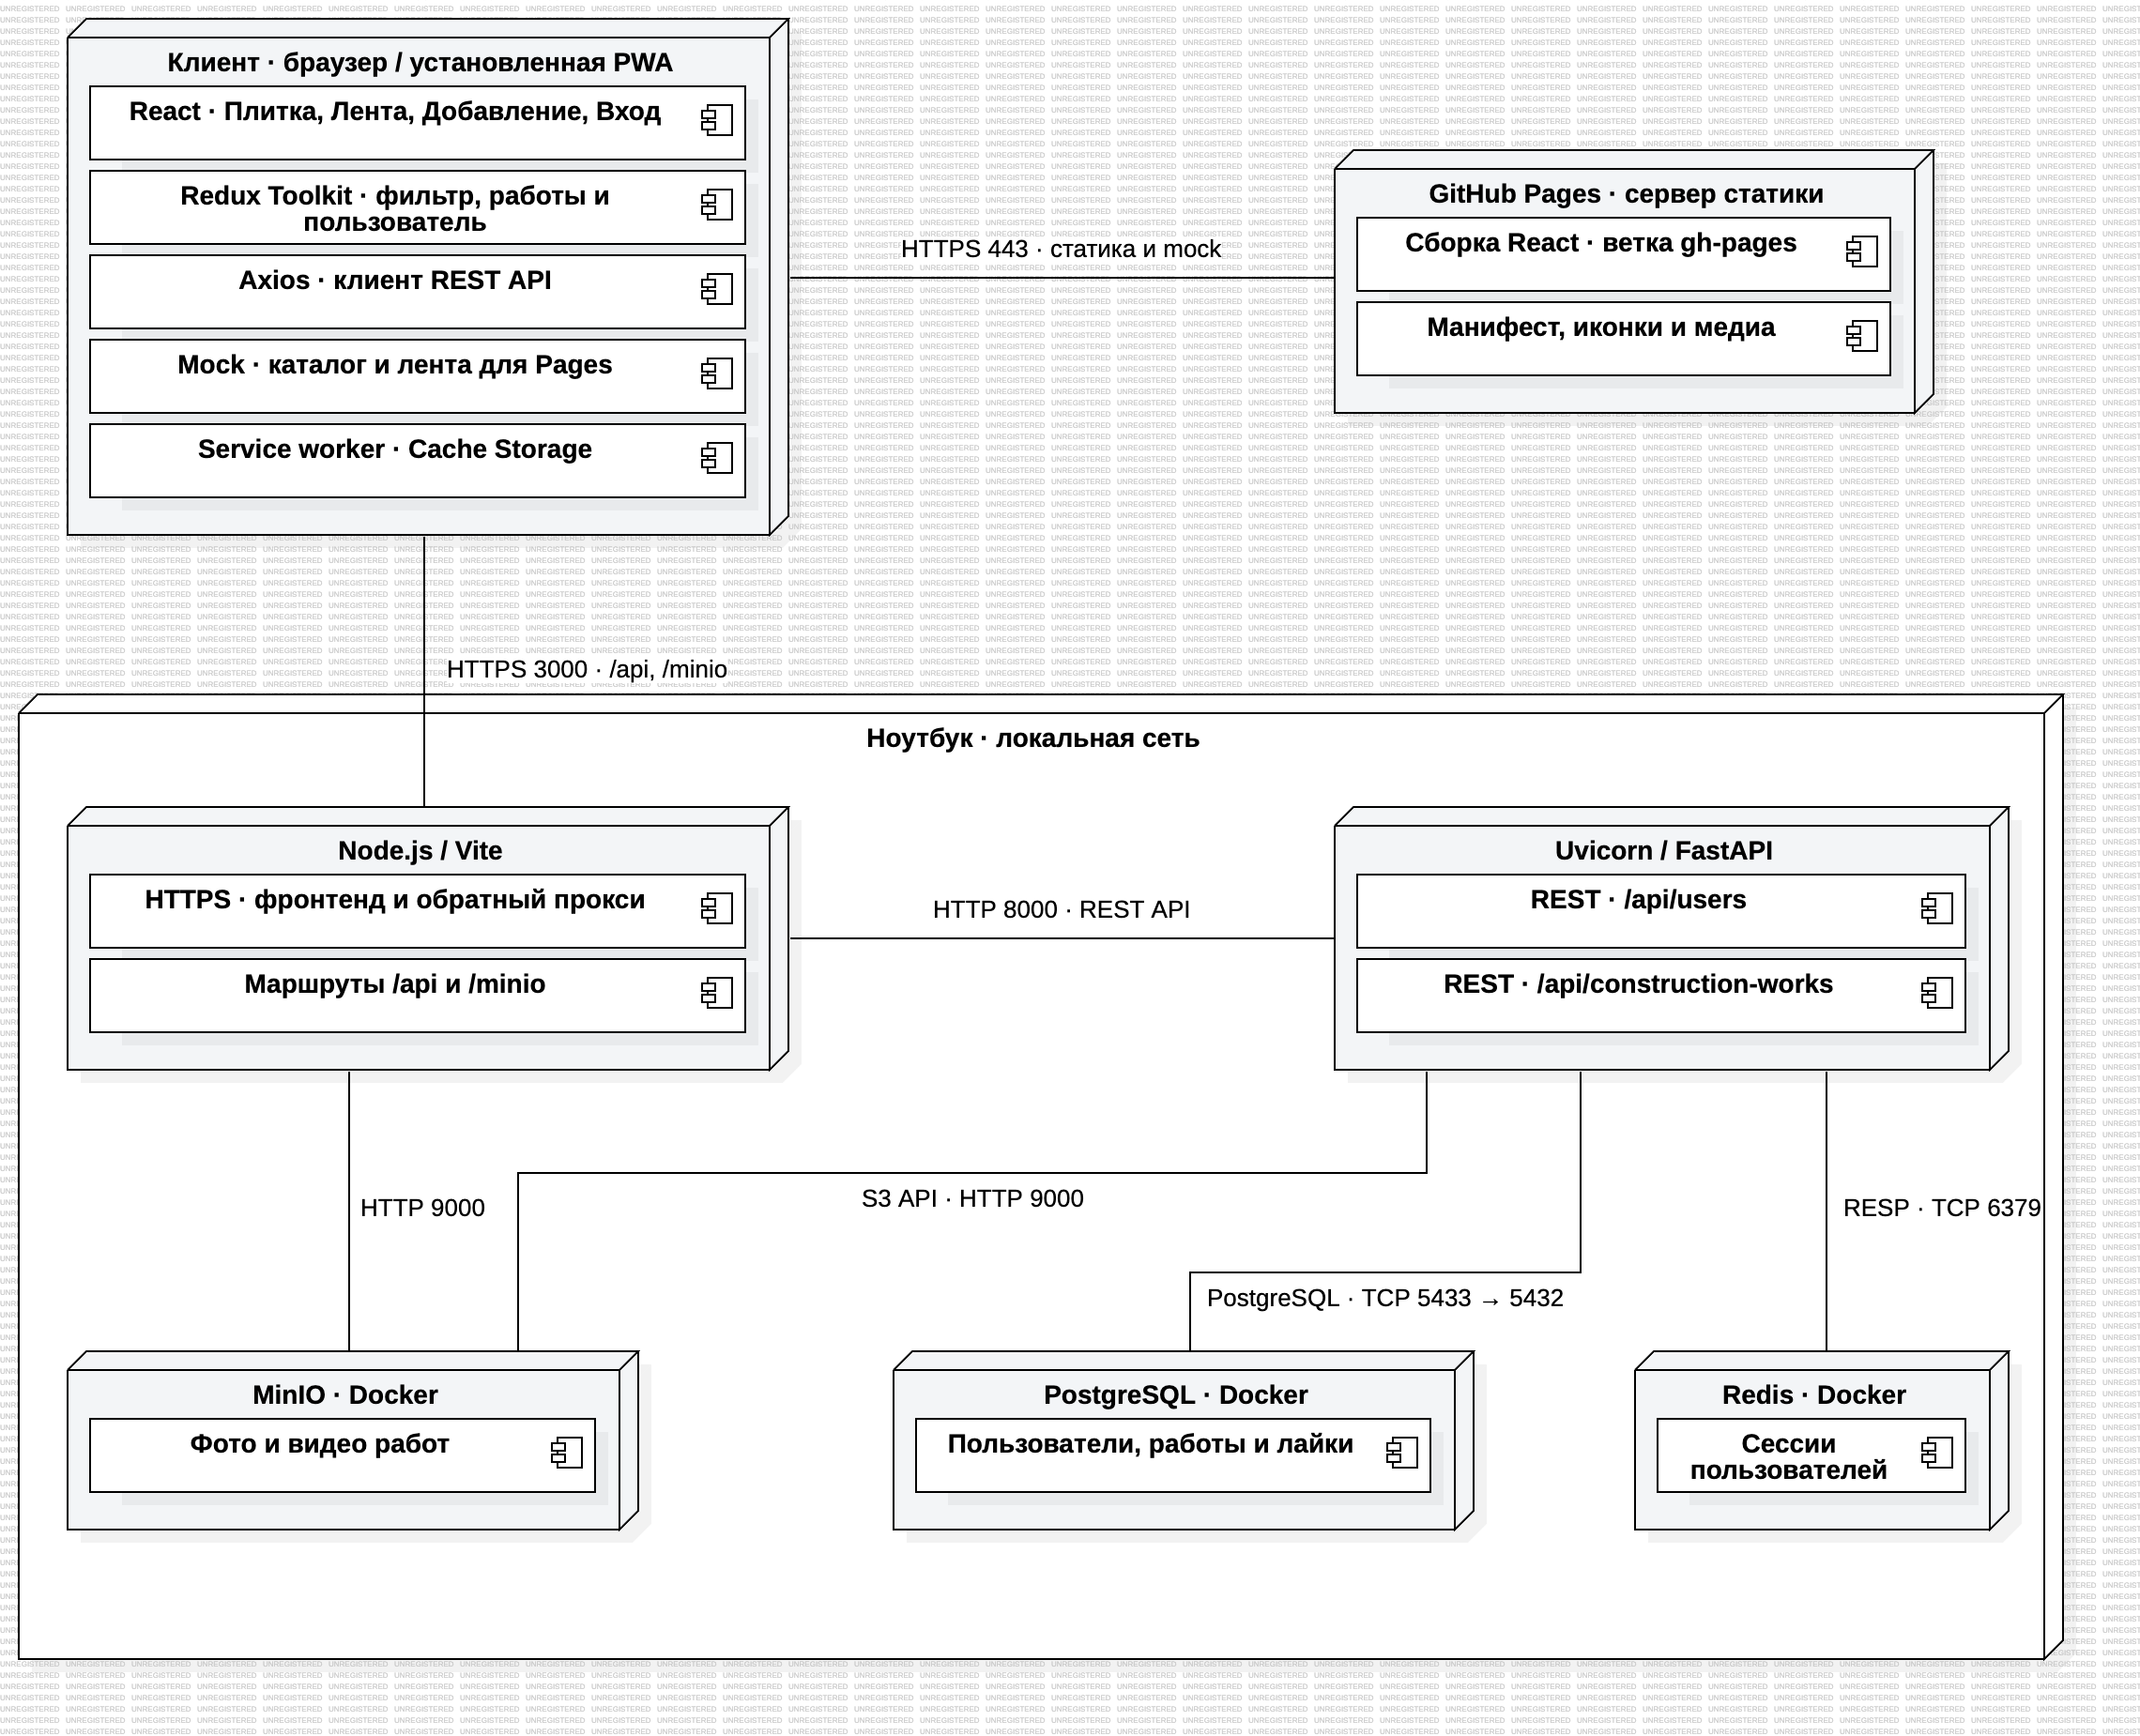 Клиент · браузер / установленная PWA
React · Плитка, Лента, Добавление, Вход
Redux Toolkit · фильтр, работы и
пользователь
Axios · клиент REST API
Mock · каталог и лента для Pages
Service worker · Cache Storage
HTTPS 443 · статика и mock
GitHub Pages · сервер статики
Сборка React · ветка gh-pages
Манифест, иконки и медиа
HTTPS 3000 · /api, /minio
Ноутбук · локальная сеть
Node.js / Vite
HTTPS · фронтенд и обратный прокси
Маршруты /api и /minio
HTTP 8000 · REST API
Uvicorn / FastAPI
REST · /api/users
REST · /api/construction-works
HTTP 9000
S3 API · HTTP 9000
RESP · TCP 6379
PostgreSQL · TCP 5433 → 5432
MinIO · Docker
Фото и видео работ
PostgreSQL · Docker
Пользователи, работы и лайки
Redis · Docker
Сессии
пользователей
UNREGISTERED